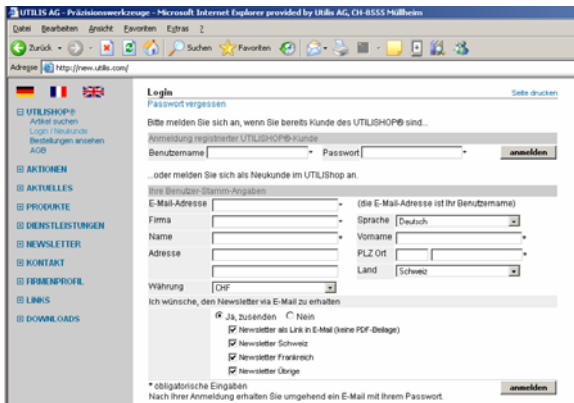 UTILIS AG - Präzisionswerkzeuge - Microsoft Internet Explorer provided by Utilis AG, CH-8555 Müllheim
Datei Bearbeiten Ansicht Favoriten Extras ?
Zurück Suchen Favoriten
Adresse http://new.utilis.com/
UTILISHOP®
Artikel suchen
Login / Neukunde
Bestellungen ansehen
AGB
AKTIONEN
AKTUELLES
PRODUKTE
DIENSTLEISTUNGEN
NEWSLETTER
KONTAKT
FIRMENPROFIL
LINKS
DOWNLOADS
Login Seite drucken
Passwort vergessen
Bitte melden Sie sich an, wenn Sie bereits Kunde des UTILISHOP® sind...
Anmeldung registrierter UTILISHOP®-Kunde
Benutzername * Passwort * anmelden
...oder melden Sie sich als Neukunde im UTILIShop an.
Ihre Benutzer-Stamm-Angaben
E-Mail-Adresse * (die E-Mail-Adresse ist Ihr Benutzername)
Firma * Sprache Deutsch
Name * Vorname *
Adresse PLZ Ort *
Land Schweiz
Währung CHF
Ich wünsche, den Newsletter via E-Mail zu erhalten
Ja, zusenden Nein
Newsletter als Link in E-Mail (keine PDF-Beilage)
Newsletter Schweiz
Newsletter Frankreich
Newsletter Übrige
* obligatorische Eingaben anmelden
Nach Ihrer Anmeldung erhalten Sie umgehend ein E-Mail mit Ihrem Passwort.